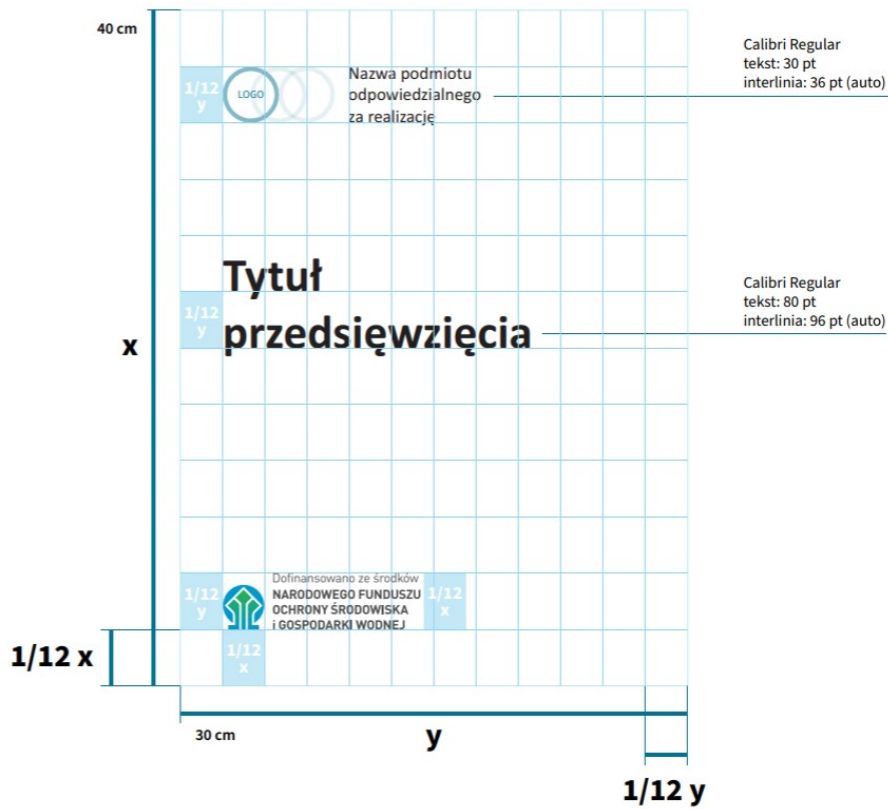 40 cm
Calibri Regular
tekst: 30 pt
interlinia: 36 pt (auto)
1/12
y
LOGO
Nazwa podmiotu
odpowiedzialnego
za realizację
Tytuł
przedsięwzięcia
1/12
y
Calibri Regular
tekst: 80 pt
interlinia: 96 pt (auto)
x
1/12
y
Dofinansowano ze środków
NARODOWEGO FUNDUSZU
OCHRONY ŚRODOWISKA
i GOSPODARKI WODNEJ
1/12
x
1/12 x
1/12
x
30 cm
y
1/12 y